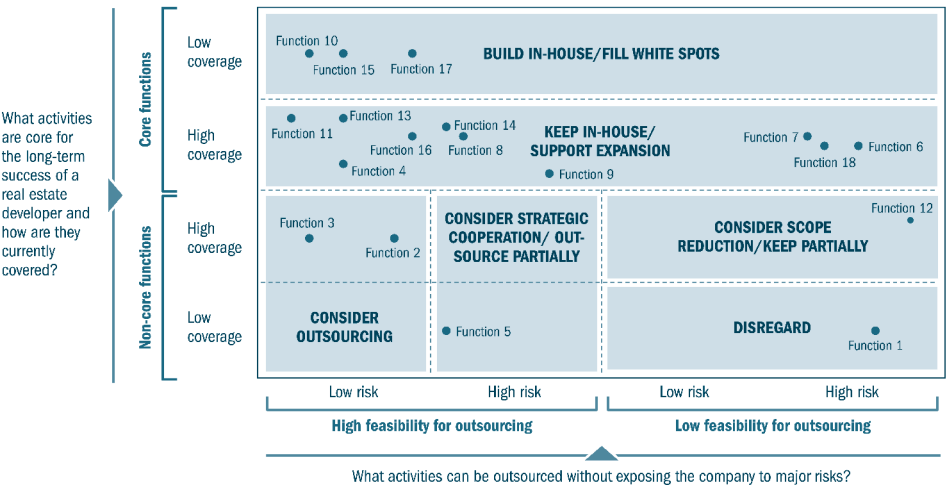 What activities
are core for
the long-term
success of a
real estate
developer and
how are they
currently
covered?
Core functions
Non-core functions
Low
coverage
High
coverage
High
coverage
Low
coverage
Function 10
Function 15
Function 17
BUILD IN-HOUSE/FILL WHITE SPOTS
Function 11
Function 13
Function 16
Function 4
Function 14
Function 8
Function 9
KEEP IN-HOUSE/
SUPPORT EXPANSION
Function 7
Function 18
Function 6
Function 3
Function 2
CONSIDER STRATEGIC
COOPERATION/ OUT-
SOURCE PARTIALLY
CONSIDER SCOPE
REDUCTION/KEEP PARTIALLY
Function 12
CONSIDER
OUTSOURCING
Function 5
DISREGARD
Function 1
Low risk
High risk
Low risk
High risk
High feasibility for outsourcing
Low feasibility for outsourcing
What activities can be outsourced without exposing the company to major risks?